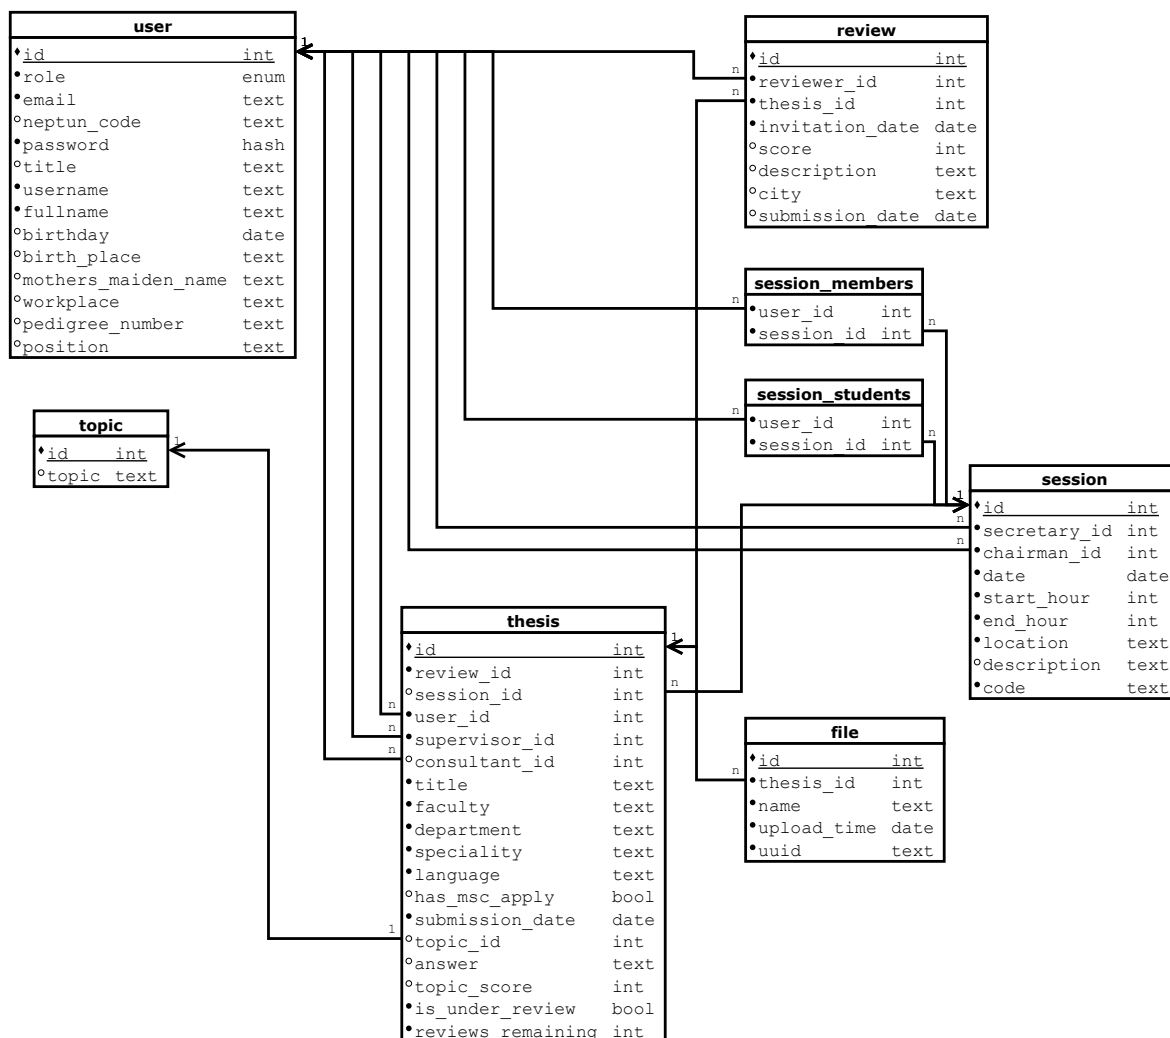 user
id int
role enum
email text
neptun_code text
password hash
title text
username text
fullname text
birthday date
birth_place text
mothers_maiden_name text
workplace text
pedigree_number text
position text
1
review
id int
n
reviewer_id int
n
thesis_id int
invitation_date date
score int
description text
city text
submission_date date
session_members
n
user_id int
session_id int
n
session_students
n
user_id int
session_id int
n
topic
id int
topic text
1
session
1
id int
n
secretary_id int
n
chairman_id int
date date
start_hour int
end_hour int
location text
description text
code text
thesis
id int
1
review_id int
session_id int
n
n
user_id int
n
supervisor_id int
n
consultant_id int
title text
faculty text
department text
speciality text
language text
has_msc_apply bool
submission_date date
1
topic_id int
answer text
topic_score int
is_under_review bool
reviews_remaining int
file
id int
n
thesis_id int
name text
upload_time date
uuid text